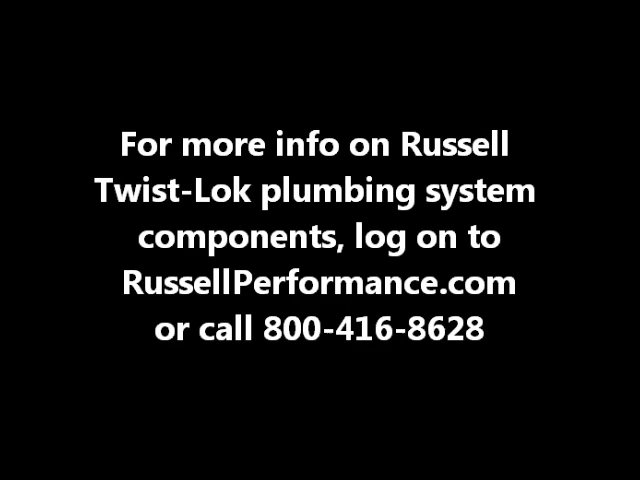 For more info on Russell
Twist-Lok plumbing system
components, log on to
RussellPerformance.com
or call 800-416-8628